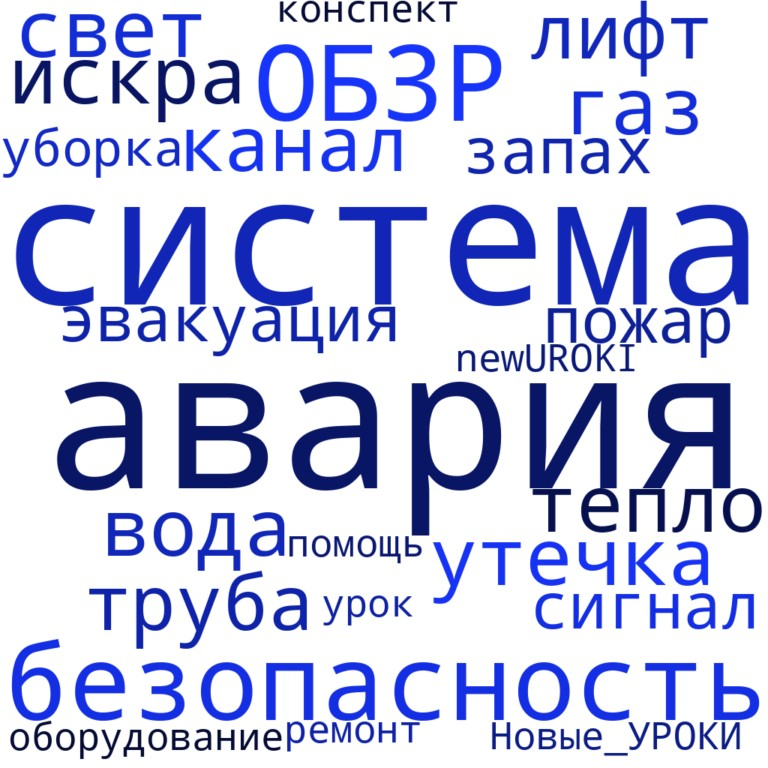 конспект
свет
лифт
искра
ОБЗР
газ
уборка
канал
запах
система
эвакуация
пожар
newUROKI
авария
тепло
вода
помощь
утечка
труба
урок
сигнал
безопасность
оборудование
ремонт
Новые_УРОКИ